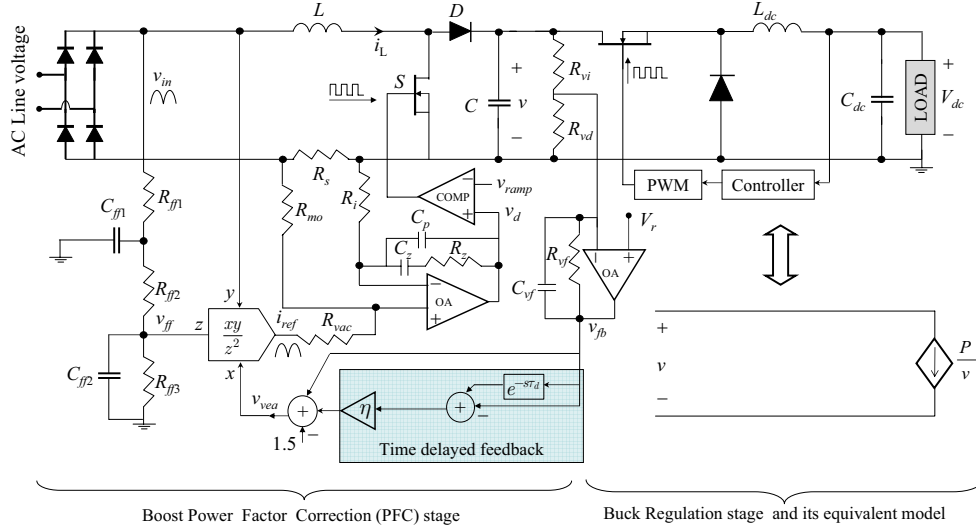 AC Line voltage
v_in
L
i_L
D
S
C
+
v
−
R_vi
R_vd
L_dc
C_dc
LOAD
+
V_dc
−
R_s
R_mo
R_i
COMP
−
+
v_ramp
v_d
PWM
Controller
R_ff1
C_ff1
R_ff2
v_ff
C_ff2
R_ff3
C_p
C_z
R_z
−
+
OA
R_vf
C_vf
V_r
−
+
OA
v_fb
z
y
x
xy
z^2
i_ref
R_vac
v_vea
+
1.5
−
η
+
−
e^{-sτ_d}
Time delayed feedback
+
v
−
P
v
Boost Power Factor Correction (PFC) stage
Buck Regulation stage and its equivalent model